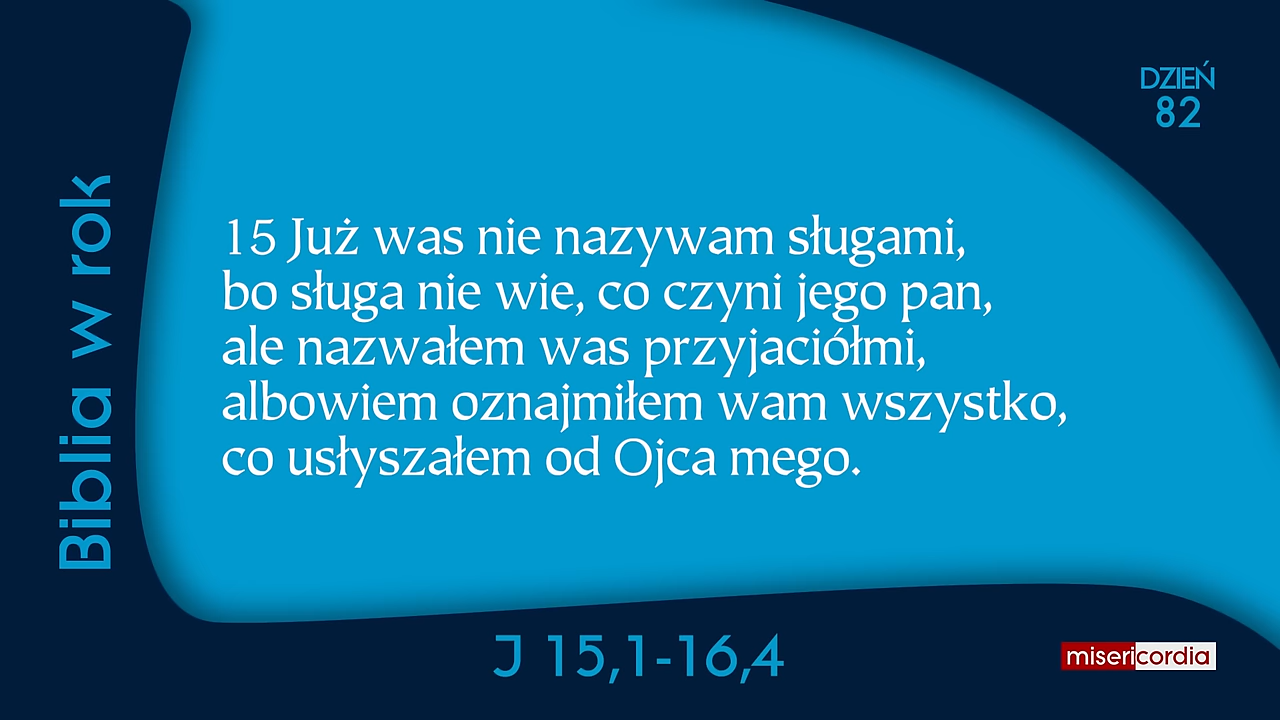 DZIEŃ
82
Biblia w rok
15 Już was nie nazywam sługami,
bo sługa nie wie, co czyni jego pan,
ale nazwałem was przyjaciółmi,
albowiem oznajmiłem wam wszystko,
co usłyszałem od Ojca mego.
J 15,1-16,4
misericordia